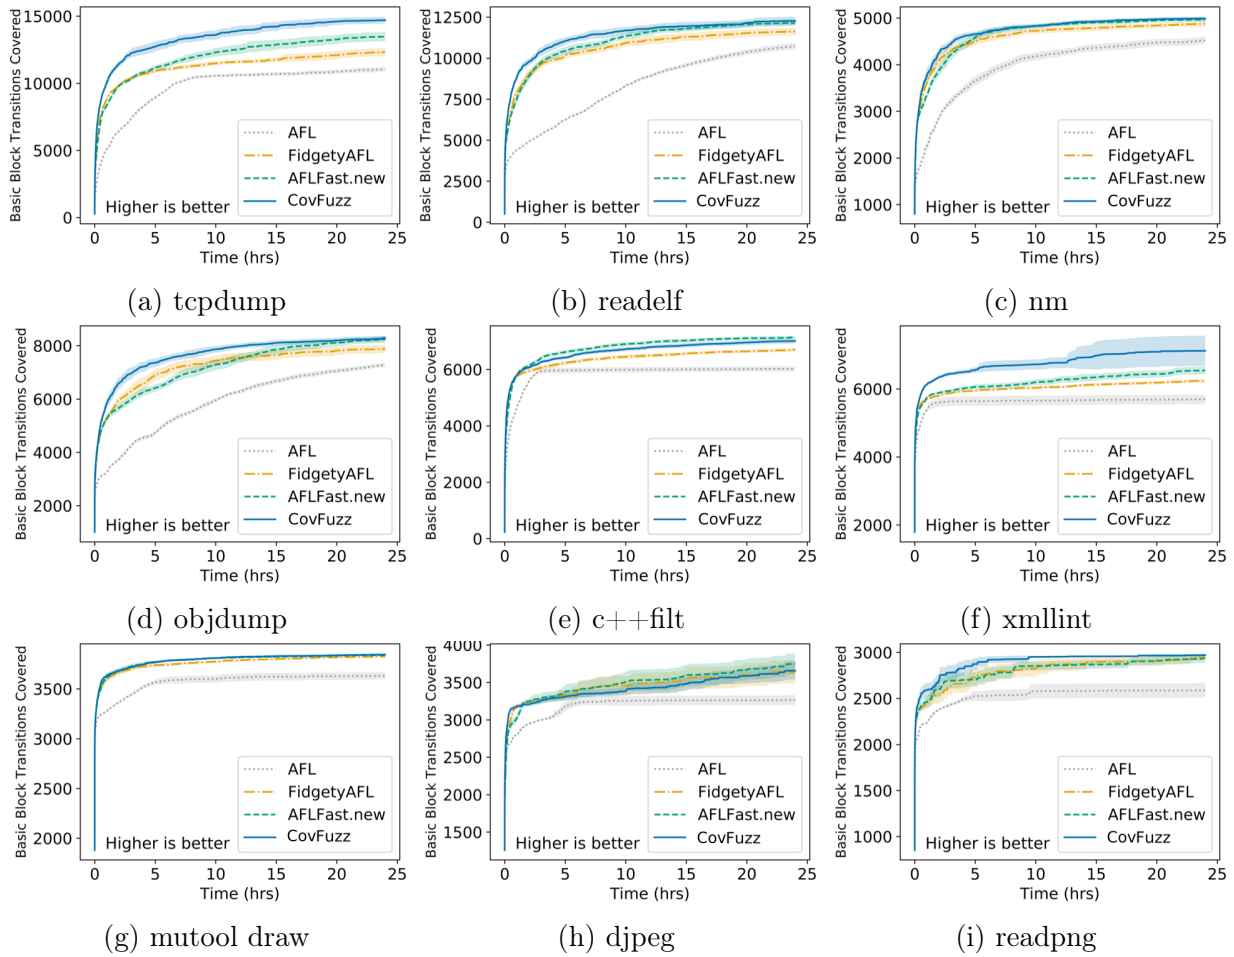 Basic Block Transitions Covered
15000
10000
5000
0
AFL
FidgetyAFL
AFLFast.new
CovFuzz
Higher is better
0 5 10 15 20 25
Time (hrs)
(a) tcpdump
Basic Block Transitions Covered
12500
10000
7500
5000
2500
0
AFL
FidgetyAFL
AFLFast.new
CovFuzz
Higher is better
0 5 10 15 20 25
Time (hrs)
(b) readelf
Basic Block Transitions Covered
5000
4000
3000
2000
1000
AFL
FidgetyAFL
AFLFast.new
CovFuzz
Higher is better
0 5 10 15 20 25
Time (hrs)
(c) nm
Basic Block Transitions Covered
8000
6000
4000
2000
AFL
FidgetyAFL
AFLFast.new
CovFuzz
Higher is better
0 5 10 15 20 25
Time (hrs)
(d) objdump
Basic Block Transitions Covered
6000
4000
2000
0
AFL
FidgetyAFL
AFLFast.new
CovFuzz
Higher is better
0 5 10 15 20 25
Time (hrs)
(e) c++filt
Basic Block Transitions Covered
6000
4000
2000
AFL
FidgetyAFL
AFLFast.new
CovFuzz
Higher is better
0 5 10 15 20 25
Time (hrs)
(f) xmllint
Basic Block Transitions Covered
3500
3000
2500
2000
AFL
FidgetyAFL
AFLFast.new
CovFuzz
Higher is better
0 5 10 15 20 25
Time (hrs)
(g) mutool draw
Basic Block Transitions Covered
4000
3500
3000
2500
2000
1500
AFL
FidgetyAFL
AFLFast.new
CovFuzz
Higher is better
0 5 10 15 20 25
Time (hrs)
(h) djpeg
Basic Block Transitions Covered
3000
2500
2000
1500
1000
AFL
FidgetyAFL
AFLFast.new
CovFuzz
Higher is better
0 5 10 15 20 25
Time (hrs)
(i) readpng